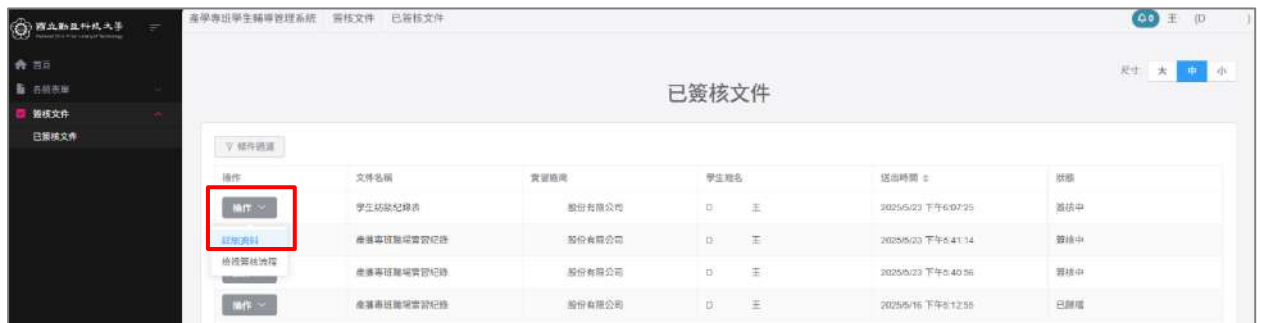 國立勤益科技大學
產學專班學生輔導管理系統 簽核文件 已簽核文件
王 (D )
首頁
各類表單
簽核文件
已簽核文件
尺寸: 大 中 小
已簽核文件
條件過濾
操作 文件名稱 實習廠商 學生姓名 送出時間 狀態
操作 學生訪談紀錄表 股份有限公司 D 王 2025/5/23 下午6:07:25 簽核中
詳細資料 產攜專班職場實習紀錄 股份有限公司 D 王 2025/5/23 下午5:41:14 簽核中
檢視簽核流程 產攜專班職場實習紀錄 股份有限公司 D 王 2025/5/23 下午5:40:56 簽核中
操作 產攜專班職場實習紀錄 股份有限公司 D 王 2025/5/16 下午5:12:55 已歸檔